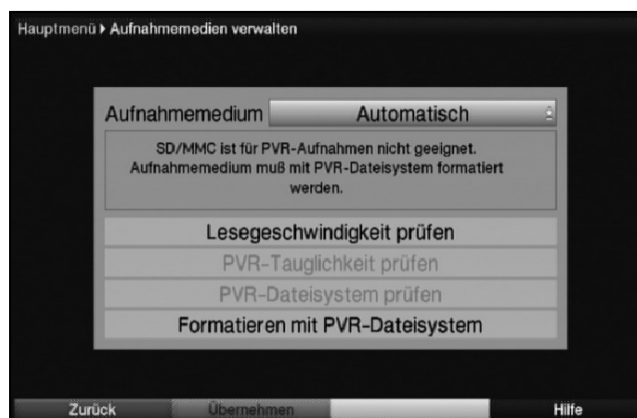 Hauptmenü ▸ Aufnahmemedien verwalten
Aufnahmemedium Automatisch
SD/MMC ist für PVR-Aufnahmen nicht geeignet.
Aufnahmemedium muß mit PVR-Dateisystem formatiert
werden.
Lesegeschwindigkeit prüfen
PVR-Tauglichkeit prüfen
PVR-Dateisystem prüfen
Formatieren mit PVR-Dateisystem
Zurück Übernehmen Hilfe